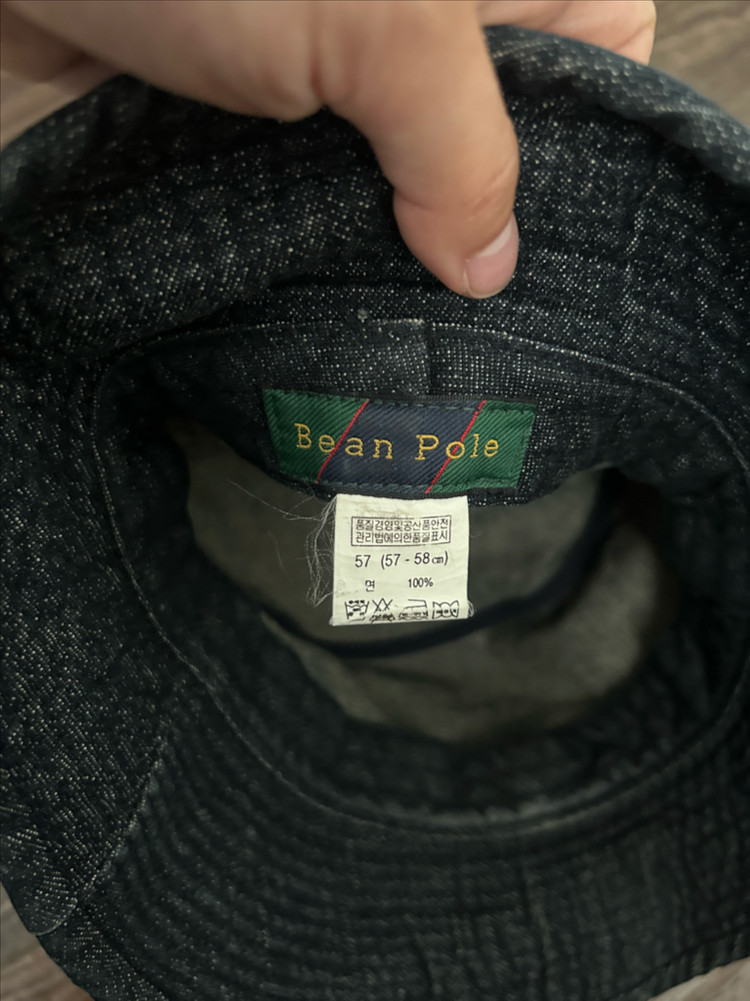 Bean Pole
품질경영및공산품안전
관리법에의한품질표시
57 (57 - 58㎝)
면 100%